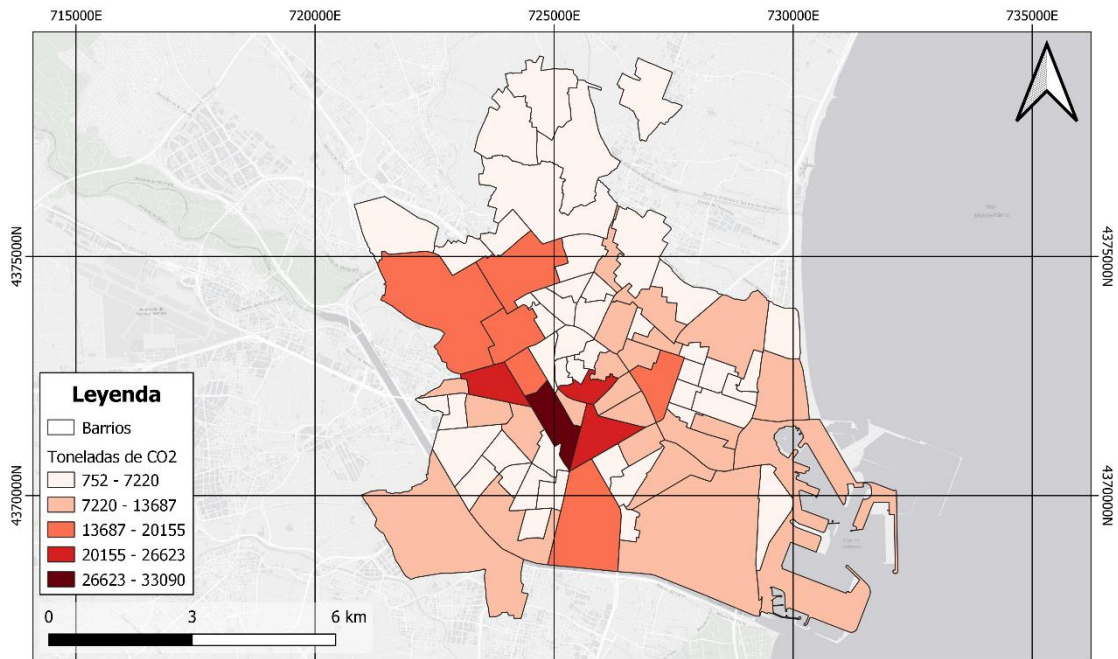 715000E 720000E 725000E 730000E 735000E
4375000N 4375000N
4370000N 4370000N
Leyenda
Barrios
Toneladas de CO2
752 - 7220
7220 - 13687
13687 - 20155
20155 - 26623
26623 - 33090
0 3 6 km